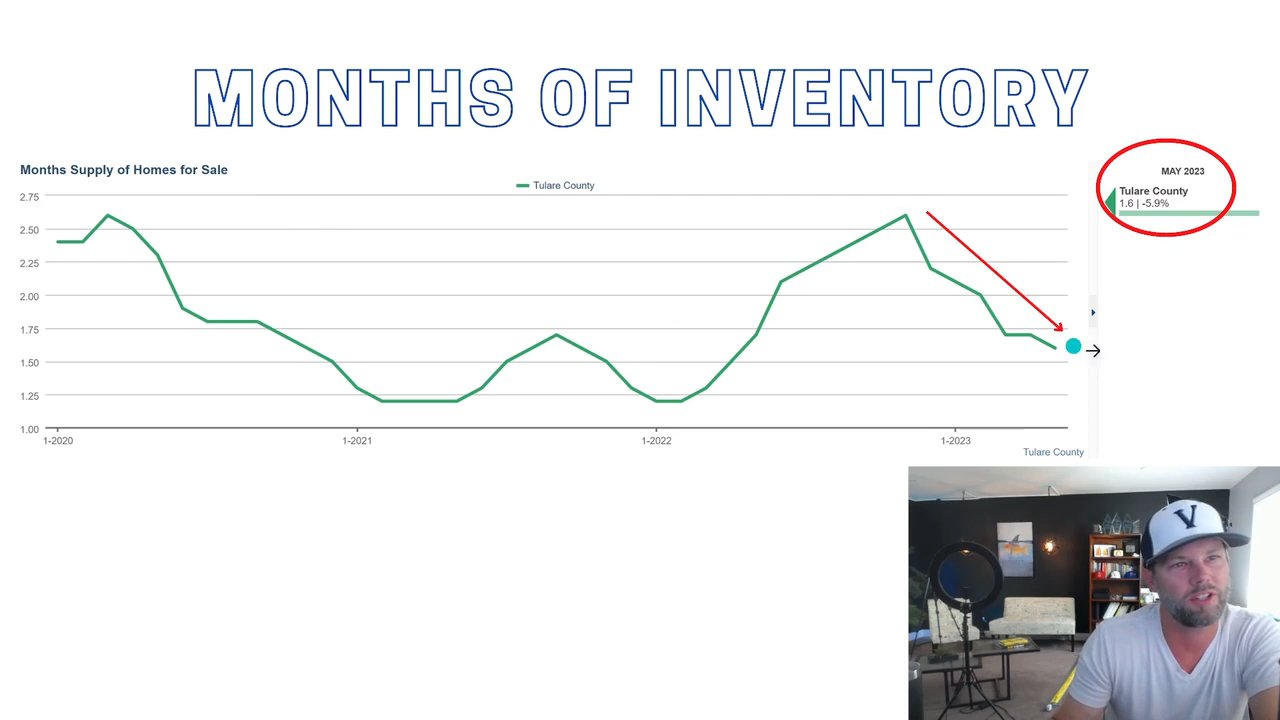 MONTHS OF INVENTORY
Months Supply of Homes for Sale
Tulare County
MAY 2023
Tulare County
1.6 | -5.9%
2.75
2.50
2.25
2.00
1.75
1.50
1.25
1.00
1-2020
1-2021
1-2022
1-2023
Tulare County
V